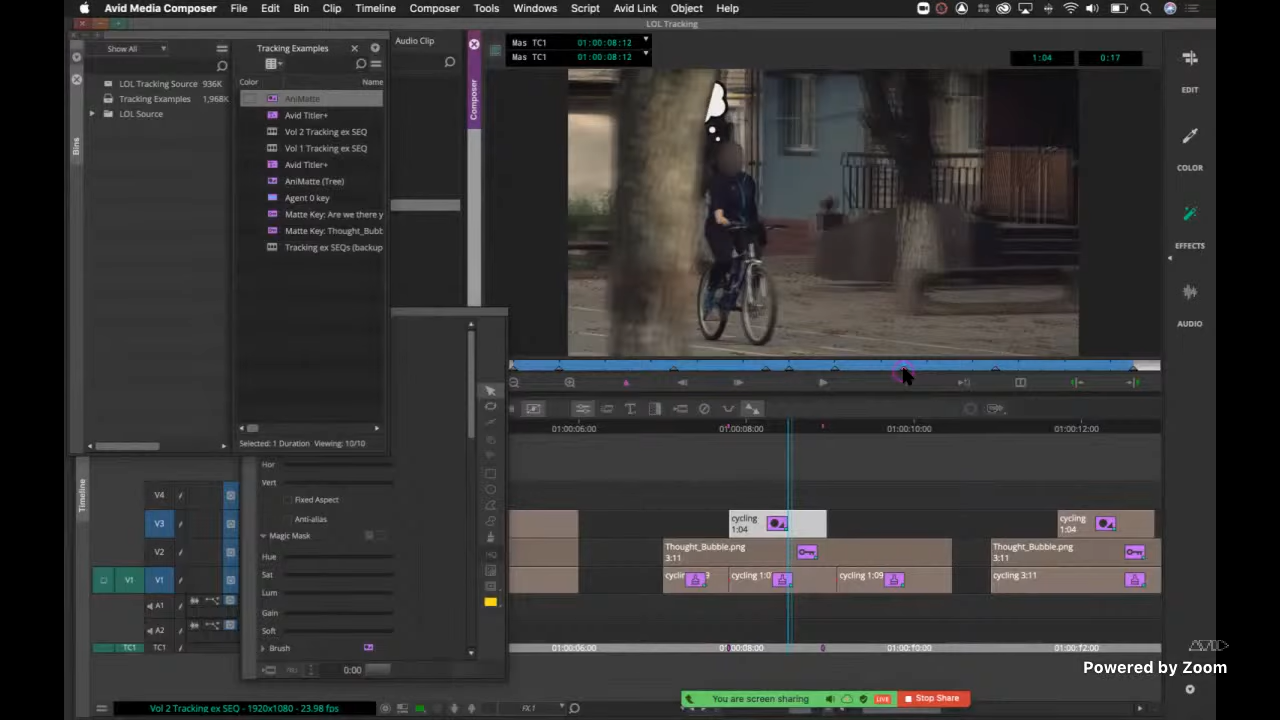 Avid Media Composer File Edit Bin Clip Timeline Composer Tools Windows Script Avid Link Object Help
LOL Tracking
Show All
Tracking Examples
Audio Clip
Mas TC1 01:00:08:12
Mas TC1 01:00:08:12
1:04 0:17
Color Name
LOL Tracking Source 936K
Tracking Examples 1,968K
LOL Source
AniMatte
Avid Titler+
Vol 2 Tracking ex SEQ
Vol 1 Tracking ex SEQ
Avid Titler+
AniMatte (Tree)
Agent 0 key
Matte Key: Are we there y
Matte Key: Thought_Bubt
Tracking ex SEQs (backup
Bins
Composer
EDIT
COLOR
EFFECTS
AUDIO
Selected: 1 Duration Viewing: 10/10
01:00:06:00 01:00:08:00 01:00:10:00 01:00:12:00
Timeline
Hor
Vert
Fixed Aspect
Anti-alias
Magic Mask
Hue
Sat
Lum
Gain
Soft
Brush
0:00
V4
V3
V2
V1 V1
A1
A2
TC1 TC1
cycling
1:04
cycling
1:04
Thought_Bubble.png
3:11
Thought_Bubble.png
3:11
cyclir 9
cycling 1:0
cycling 1:09
cycling 3:11
01:00:06:00 01:00:08:00 01:00:10:00 01:00:12:00
AVID
Powered by Zoom
You are screen sharing LIVE Stop Share
Vol 2 Tracking ex SEQ - 1920x1080 - 23.98 fps
FX.1